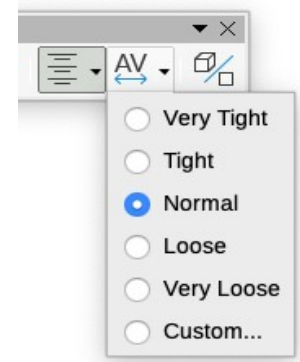 AV
Very Tight
Tight
Normal
Loose
Very Loose
Custom...